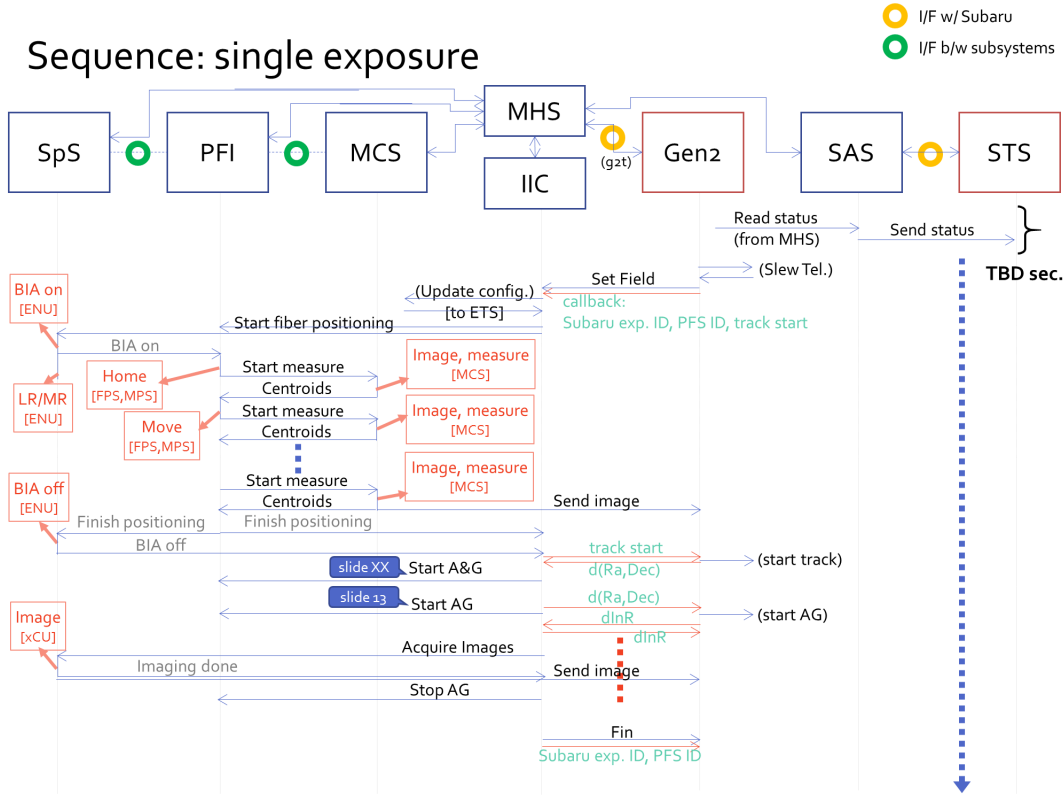 I/F w/ Subaru
I/F b/w subsystems
Sequence: single exposure
SpS
PFI
MCS
MHS
IIC
(g2t)
Gen2
SAS
STS
Read status
(from MHS)
Send status
TBD sec.
(Slew Tel.)
Set Field
(Update config.)
[to ETS]
callback:
Subaru exp. ID, PFS ID, track start
BIA on
[ENU]
Start fiber positioning
BIA on
Home
[FPS,MPS]
Start measure
Centroids
Image, measure
[MCS]
LR/MR
[ENU]
Move
[FPS,MPS]
Start measure
Centroids
Image, measure
[MCS]
Start measure
Centroids
Image, measure
[MCS]
Send image
BIA off
[ENU]
Finish positioning
Finish positioning
BIA off
track start
d(Ra,Dec)
(start track)
slide XX
Start A&G
slide 13
Start AG
d(Ra,Dec)
dInR
dInR
(start AG)
Image
[xCU]
Acquire Images
Imaging done
Send image
Stop AG
Fin
Subaru exp. ID, PFS ID